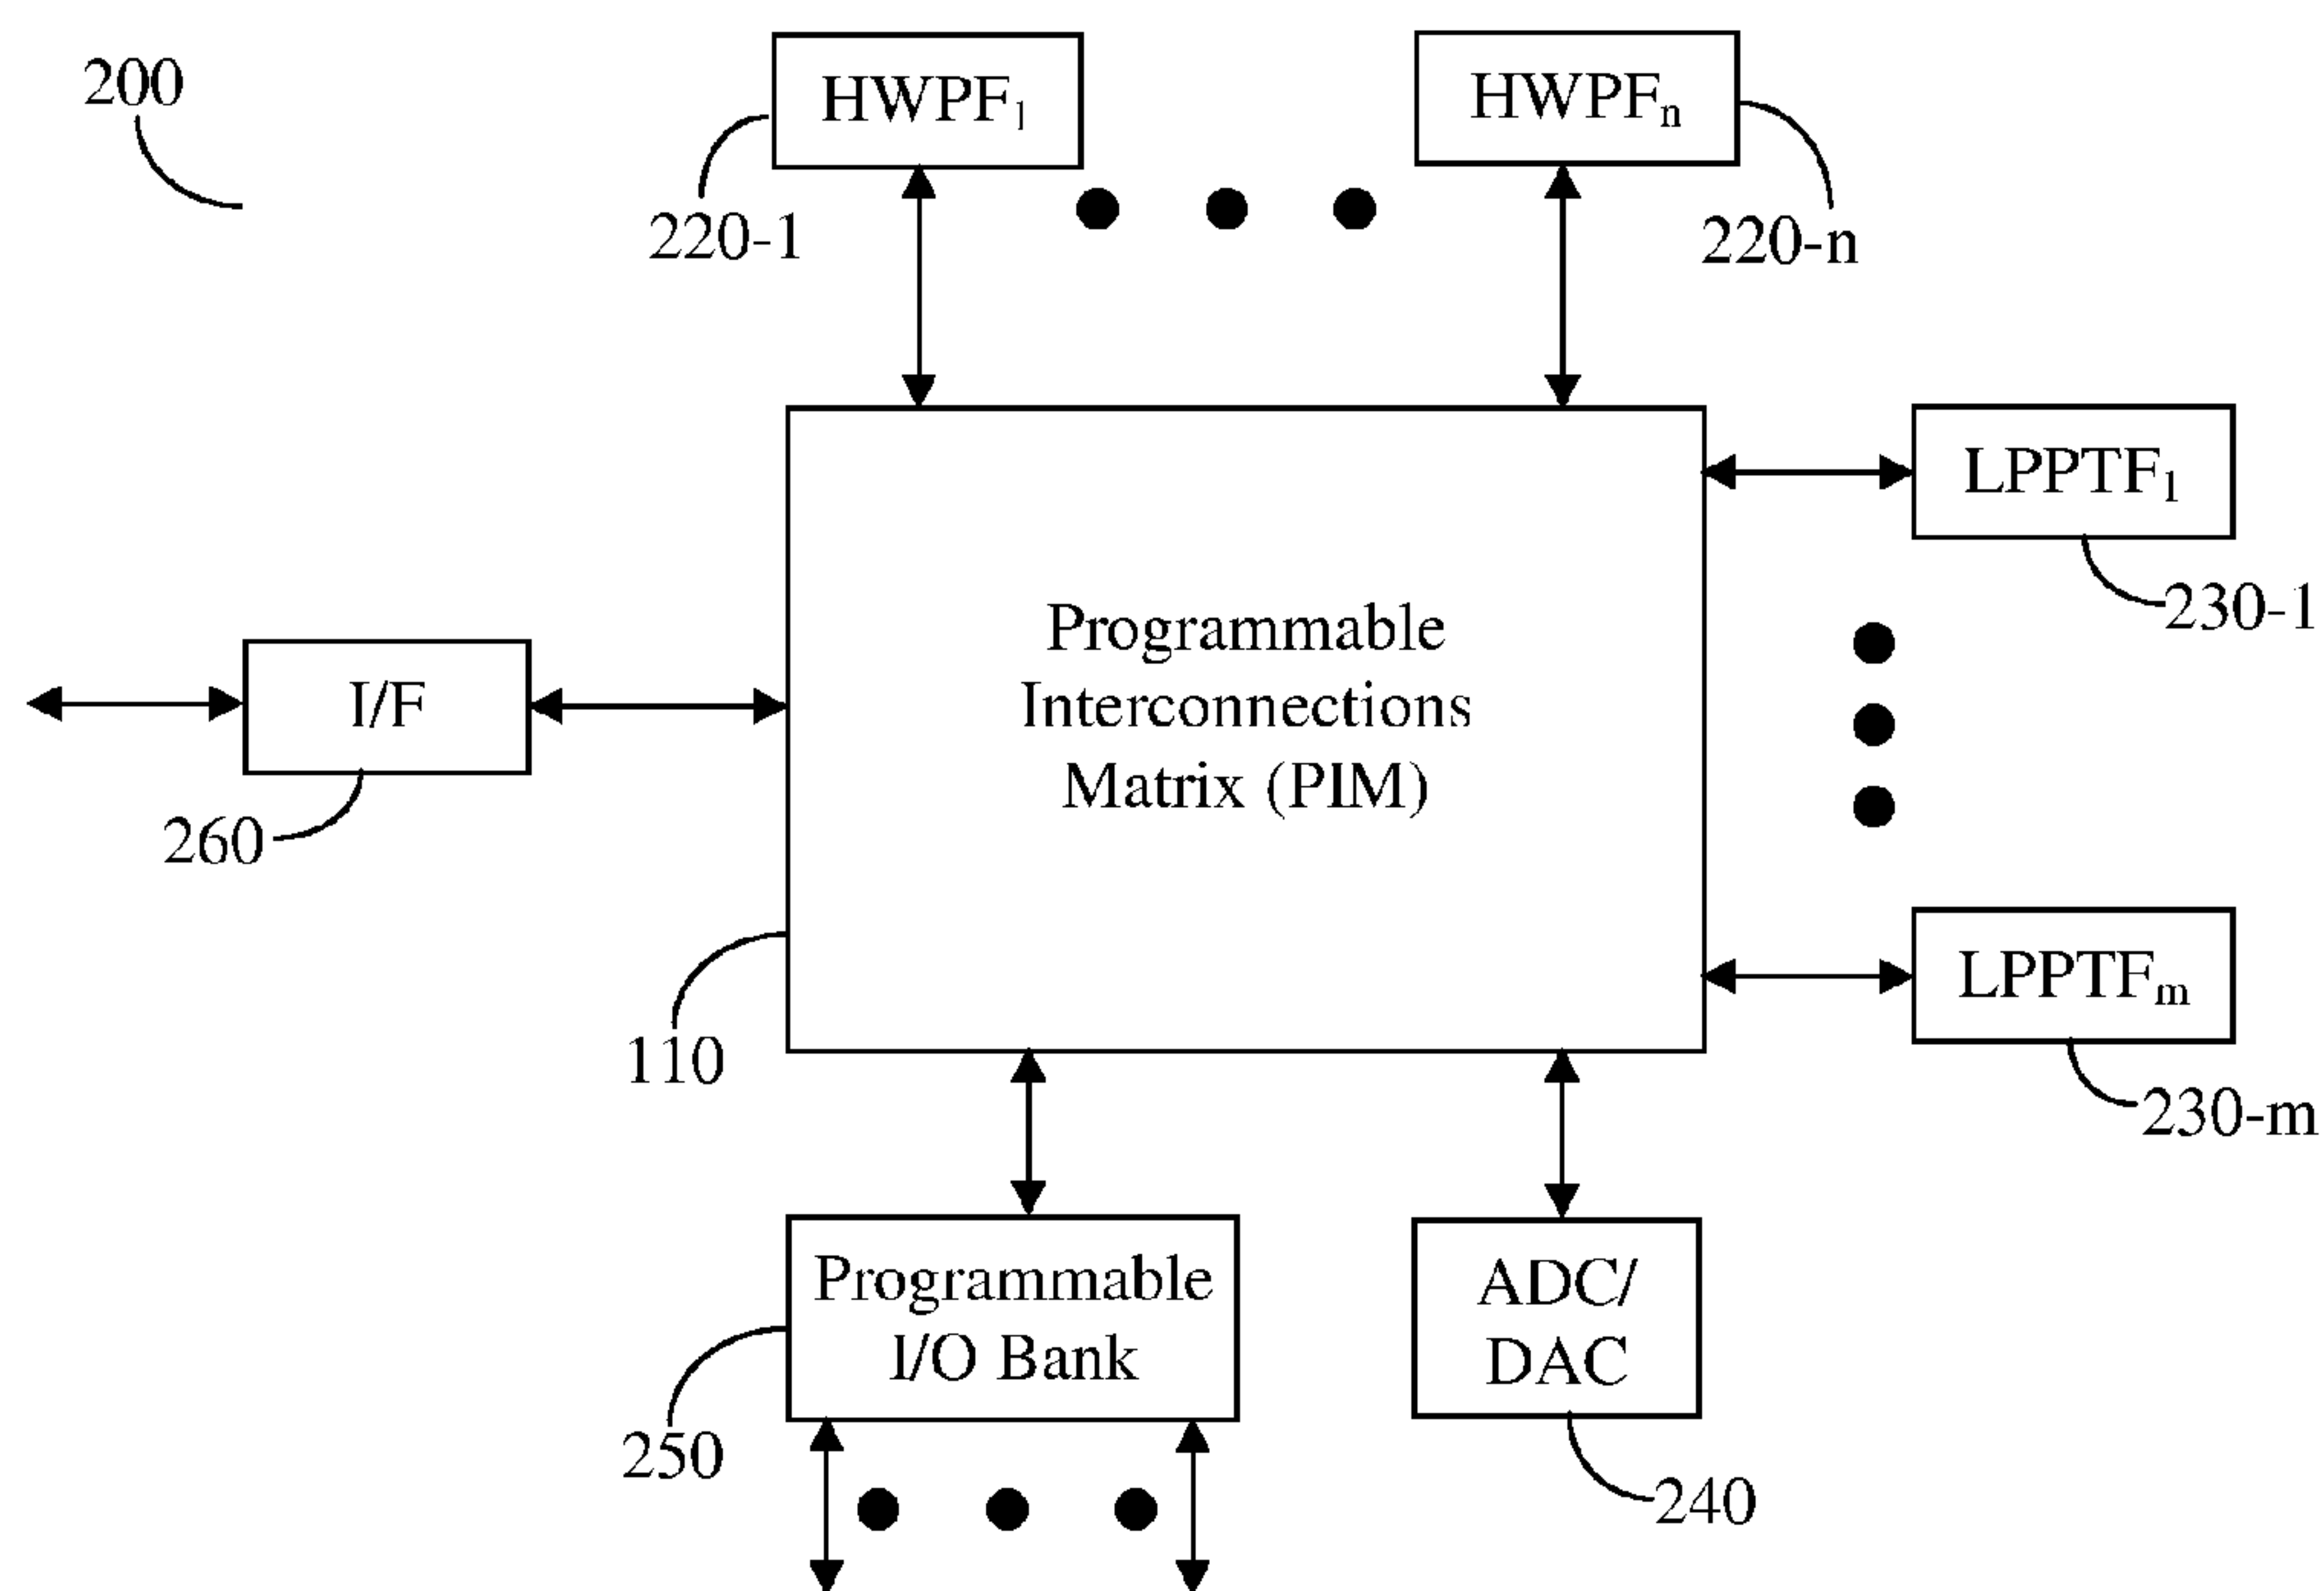 200
HWPF1
HWPFn
220-1
220-n
LPPTF1
230-1
Programmable
Interconnections
Matrix (PIM)
I/F
260
LPPTFm
110
230-m
Programmable
I/O Bank
ADC/
DAC
250
240